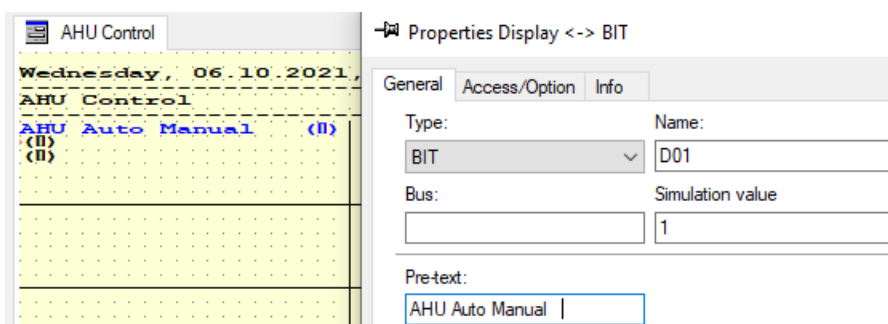 AHU Control
Wednesday, 06.10.2021,
AHU Control
AHU Auto Manual (Π)
(Π)
(Π)
Properties Display <-> BIT
General Access/Option Info
Type: Name:
BIT D01
Bus: Simulation value
1
Pre-text:
AHU Auto Manual